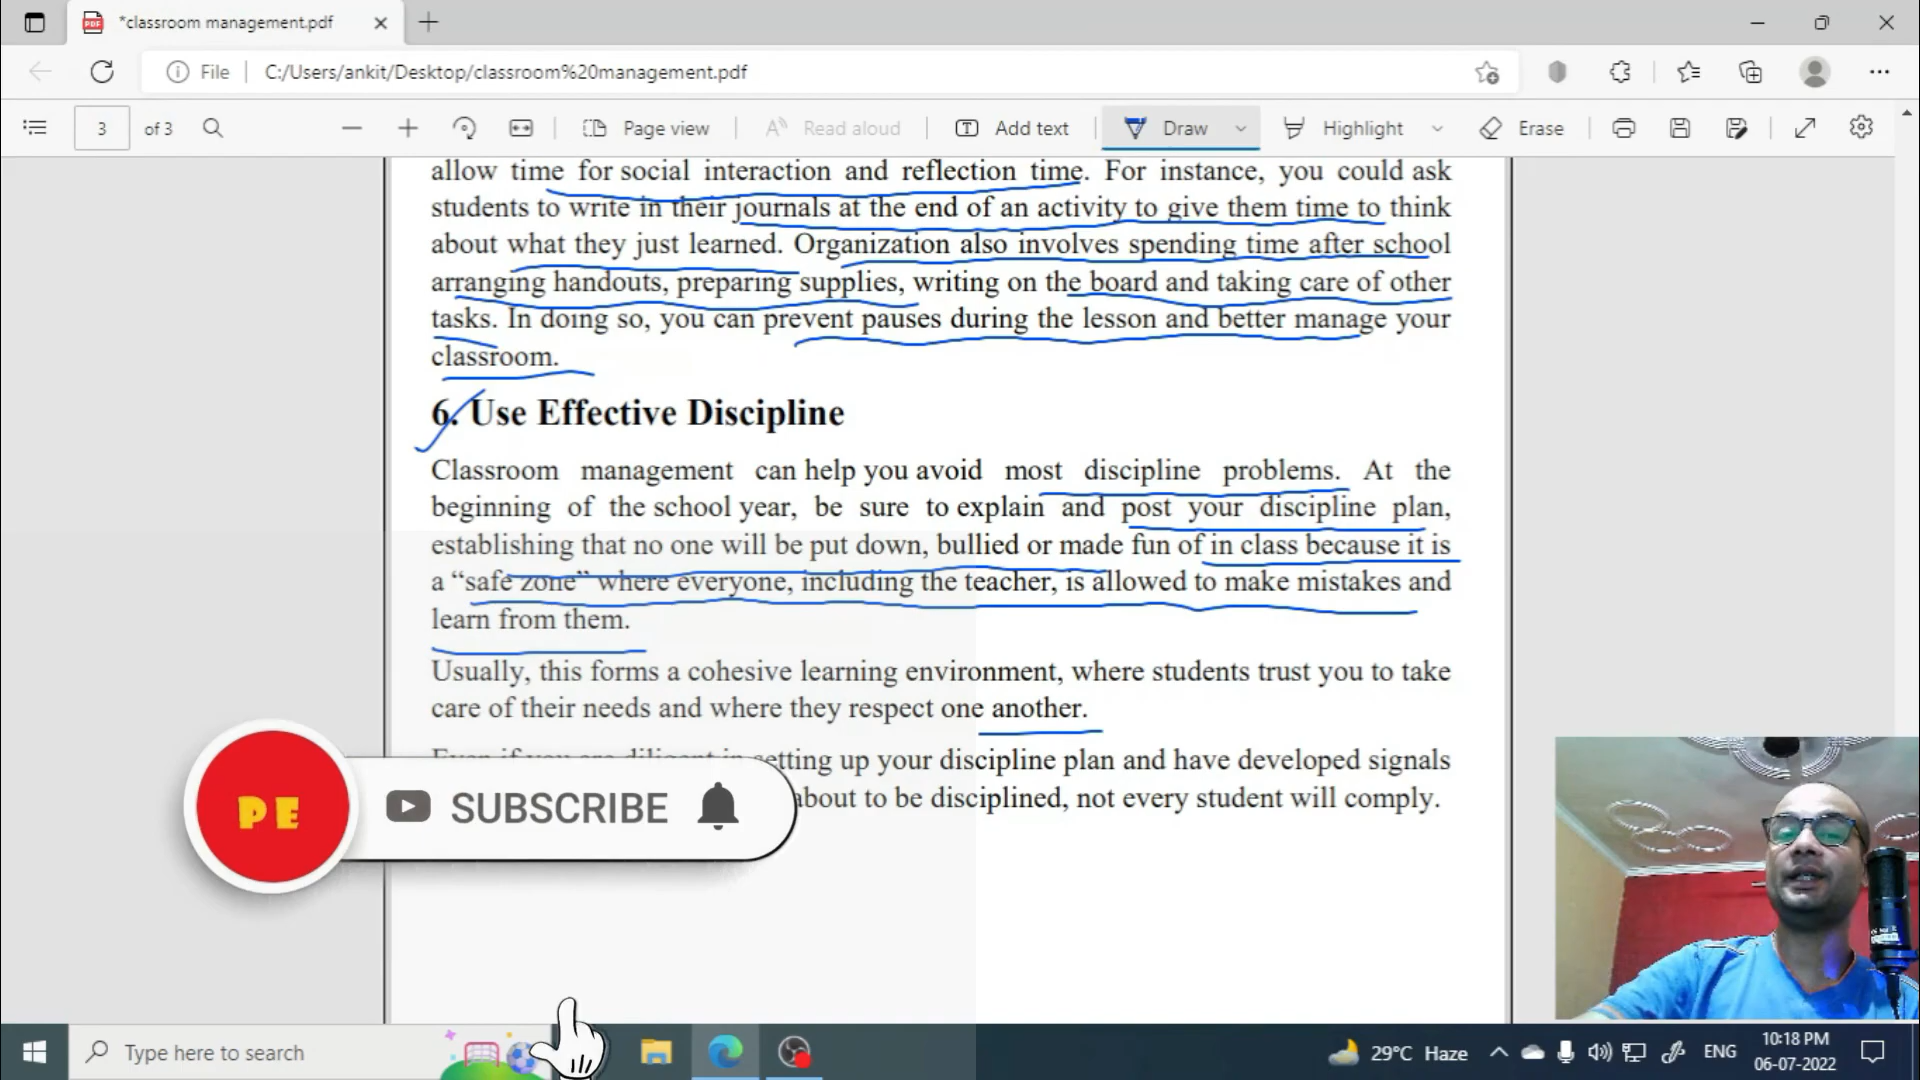 *classroom management.pdf
File
C:/Users/ankit/Desktop/classroom%20management.pdf
3 of 3
Page view
Read aloud
Add text
Draw
Highlight
Erase
allow time for social interaction and reflection time. For instance, you could ask
students to write in their journals at the end of an activity to give them time to think
about what they just learned. Organization also involves spending time after school
arranging handouts, preparing supplies, writing on the board and taking care of other
tasks. In doing so, you can prevent pauses during the lesson and better manage your
classroom.
6. Use Effective Discipline
Classroom management can help you avoid most discipline problems. At the
beginning of the school year, be sure to explain and post your discipline plan,
establishing that no one will be put down, bullied or made fun of in class because it is
a “safe zone” where everyone, including the teacher, is allowed to make mistakes and
learn from them.
Usually, this forms a cohesive learning environment, where students trust you to take
care of their needs and where they respect one another.
Even if you are diligent in setting up your discipline plan and have developed signals
about to be disciplined, not every student will comply.
PE
SUBSCRIBE
Type here to search
29°C Haze
ENG
10:18 PM
06-07-2022